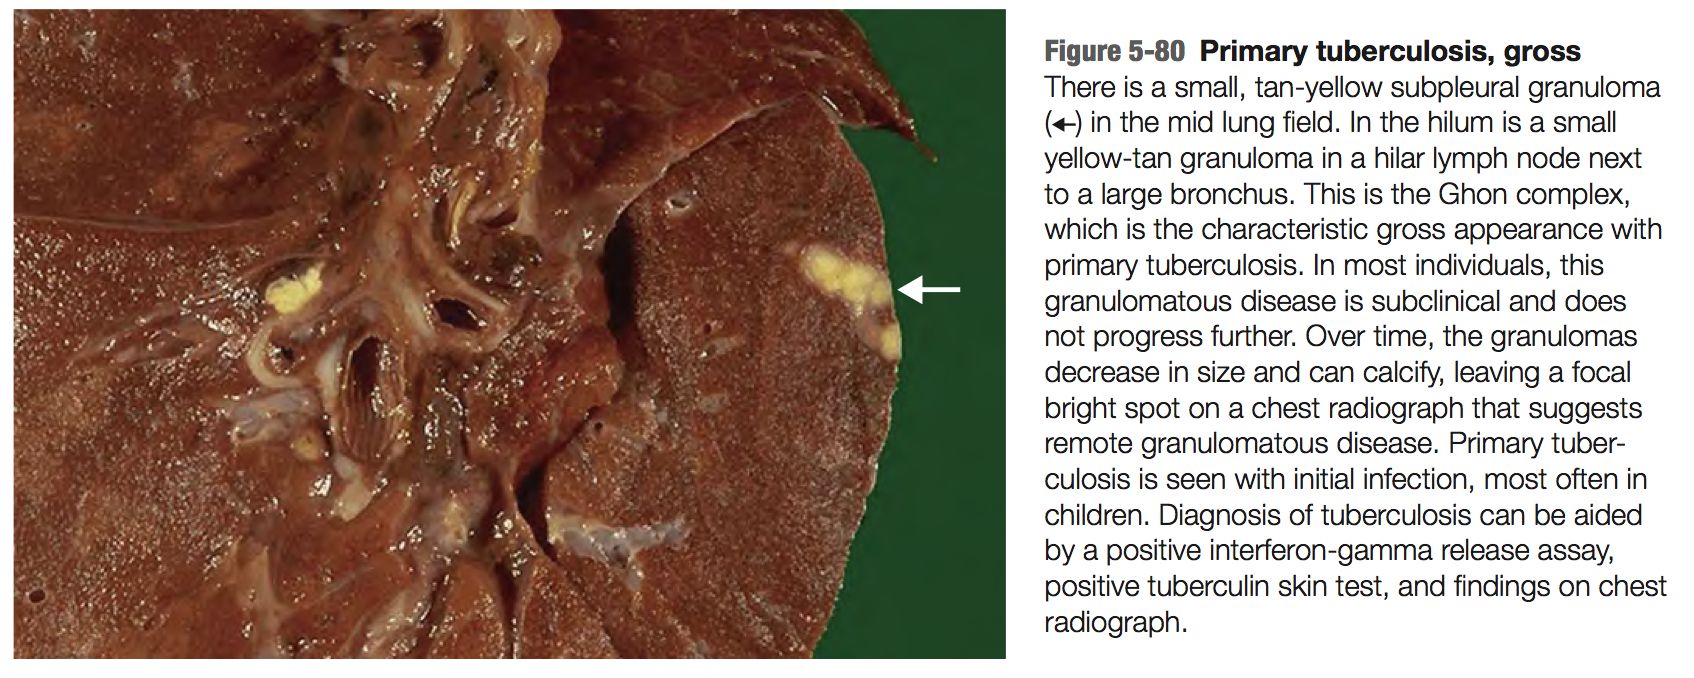 Figure 5-80 Primary tuberculosis, gross
There is a small, tan-yellow subpleural granuloma
(←) in the mid lung field. In the hilum is a small
yellow-tan granuloma in a hilar lymph node next
to a large bronchus. This is the Ghon complex,
which is the characteristic gross appearance with
primary tuberculosis. In most individuals, this
granulomatous disease is subclinical and does
not progress further. Over time, the granulomas
decrease in size and can calcify, leaving a focal
bright spot on a chest radiograph that suggests
remote granulomatous disease. Primary tuber-
culosis is seen with initial infection, most often in
children. Diagnosis of tuberculosis can be aided
by a positive interferon-gamma release assay,
positive tuberculin skin test, and findings on chest
radiograph.